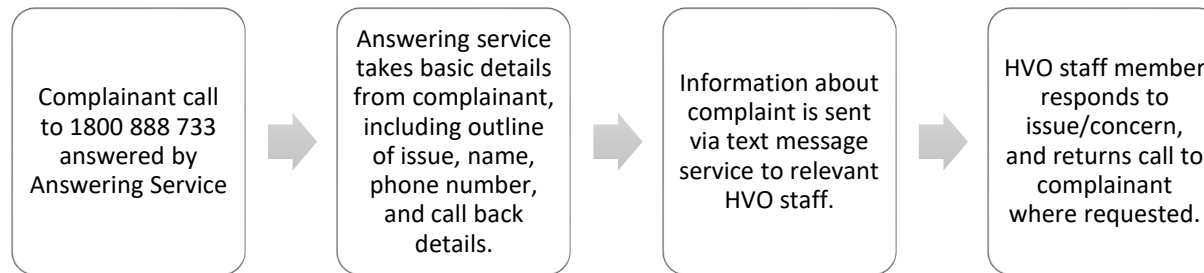 Complainant call
to 1800 888 733
answered by
Answering Service
Answering service
takes basic details
from complainant,
including outline
of issue, name,
phone number,
and call back
details.
Information about
complaint is sent
via text message
service to relevant
HVO staff.
HVO staff member
responds to
issue/concern,
and returns call to
complainant
where requested.